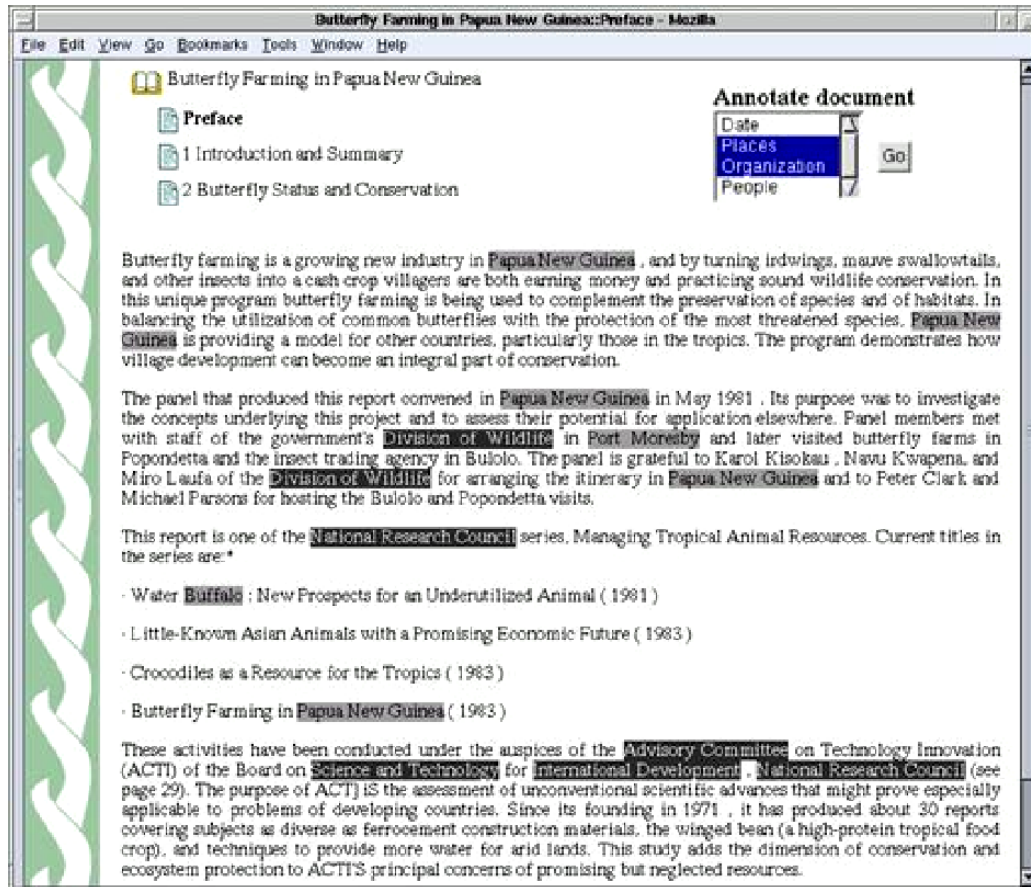 Butterfly Farming in Papua New Guinea::Preface - Mozilla
File Edit View Go Bookmarks Tools Window Help
Butterfly Farming in Papua New Guinea
Preface
1 Introduction and Summary
2 Butterfly Status and Conservation
Annotate document
Date
Places
Organization
People
Go
Butterfly farming is a growing new industry in Papua New Guinea , and by turning irdwings, mauve swallowtails,
and other insects into a cash crop villagers are both earning money and practicing sound wildlife conservation. In
this unique program butterfly farming is being used to complement the preservation of species and of habitats. In
balancing the utilization of common butterflies with the protection of the most threatened species, Papua New
Guinea is providing a model for other countries, particularly those in the tropics. The program demonstrates how
village development can become an integral part of conservation.
The panel that produced this report convened in Papua New Guinea in May 1981 . Its purpose was to investigate
the concepts underlying this project and to assess their potential for application elsewhere. Panel members met
with staff of the government's Division of Wildlife in Port Moresby and later visited butterfly farms in
Popondetta and the insect trading agency in Bulolo. The panel is grateful to Karol Kisokau , Navu Kwapena, and
Miro Laufa of the Division of Wildlife for arranging the itinerary in Papua New Guinea and to Peter Clark and
Michael Parsons for hosting the Bulolo and Popondetta visits.
This report is one of the National Research Council series, Managing Tropical Animal Resources. Current titles in
the series are:*
· Water Buffalo : New Prospects for an Underutilized Animal ( 1981 )
· Little-Known Asian Animals with a Promising Economic Future ( 1983 )
· Crocodiles as a Resource for the Tropics ( 1983 )
· Butterfly Farming in Papua New Guinea ( 1983 )
These activities have been conducted under the auspices of the Advisory Committee on Technology Innovation
(ACTI) of the Board on Science and Technology for International Development , National Research Council (see
page 29). The purpose of ACT] iS the assessment of unconventional scientific advances that might prove especially
applicable to problems of developing countries. Since its founding in 1971 , it has produced about 30 reports
covering subjects as diverse as ferrocement construction materials, the winged bean (a high-protein tropical food
crop), and techniques to provide more water for arid lands. This study adds the dimension of conservation and
ecosystem protection to ACTI'S principal concerns of promising but neglected resources.